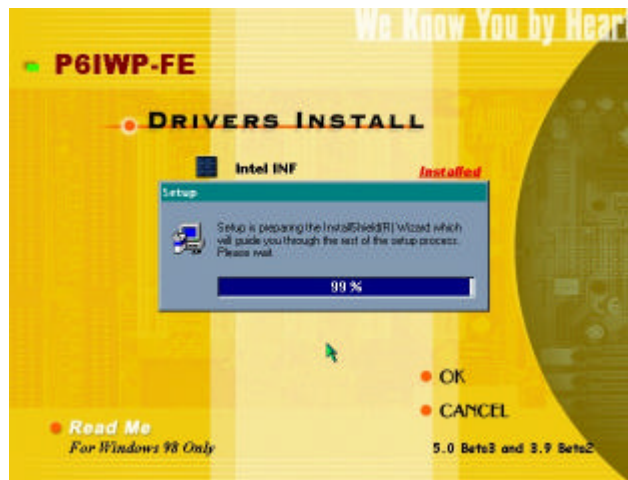 We Know You by Heart
P6IWP-FE
DRIVERS INSTALL
Intel INF
Installed
Setup
Setup is preparing the InstallShield(R) Wizard which
will guide you through the rest of the setup process.
Please wait.
99 %
OK
CANCEL
Read Me
For Windows 98 Only
5.0 Beta3 and 3.9 Beta2